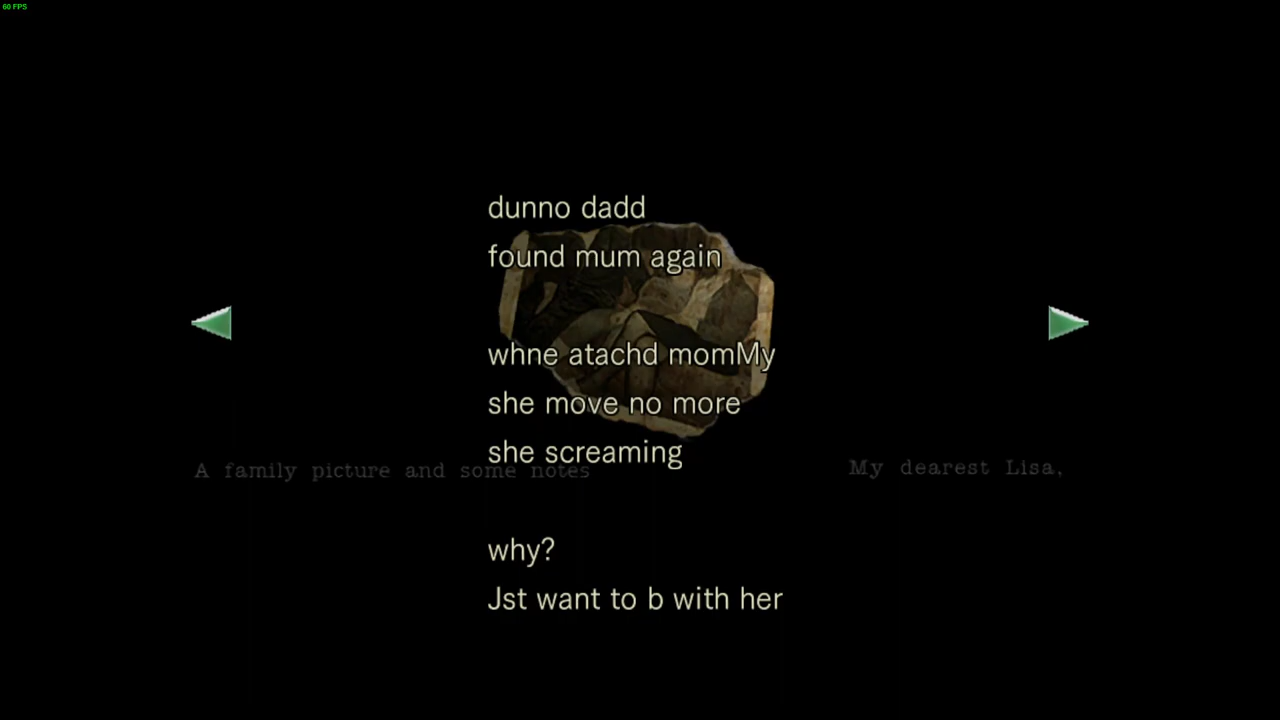 60 FPS
dunno dadd
found mum again
whne atachd momMy
she move no more
she screaming
A family picture and some notes
My dearest Lisa,
why?
Jst want to b with her